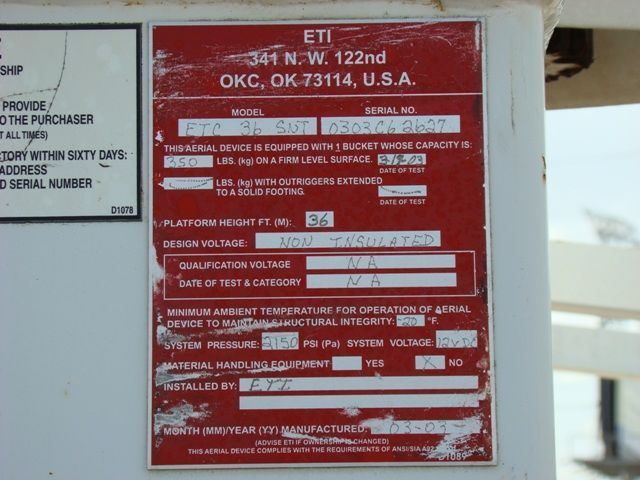 SHIP
PROVIDE
O THE PURCHASER
T ALL TIMES)
TORY WITHIN SIXTY DAYS:
ADDRESS
D SERIAL NUMBER
D1078
ETI
341 N. W. 122nd
OKC, OK 73114, U.S.A.
MODEL SERIAL NO.
ETC 36 SNT 0303C62627
THIS AERIAL DEVICE IS EQUIPPED WITH 1 BUCKET WHOSE CAPACITY IS:
350 LBS. (kg) ON A FIRM LEVEL SURFACE.
DATE OF TEST
LBS. (kg) WITH OUTRIGGERS EXTENDED
TO A SOLID FOOTING.
DATE OF TEST
PLATFORM HEIGHT FT. (M): 36
DESIGN VOLTAGE: NON INSULATED
QUALIFICATION VOLTAGE NA
DATE OF TEST & CATEGORY NA
MINIMUM AMBIENT TEMPERATURE FOR OPERATION OF AERIAL
DEVICE TO MAINTAIN STRUCTURAL INTEGRITY: -20 °F.
SYSTEM PRESSURE: 2150 PSI (Pa) SYSTEM VOLTAGE: 12V DC
MATERIAL HANDLING EQUIPMENT YES X NO
INSTALLED BY: ETI
MONTH (MM)/YEAR (YY) MANUFACTURED: 03-03
(ADVISE ETI IF OWNERSHIP IS CHANGED)
THIS AERIAL DEVICE COMPLIES WITH THE REQUIREMENTS OF ANSI/SIA